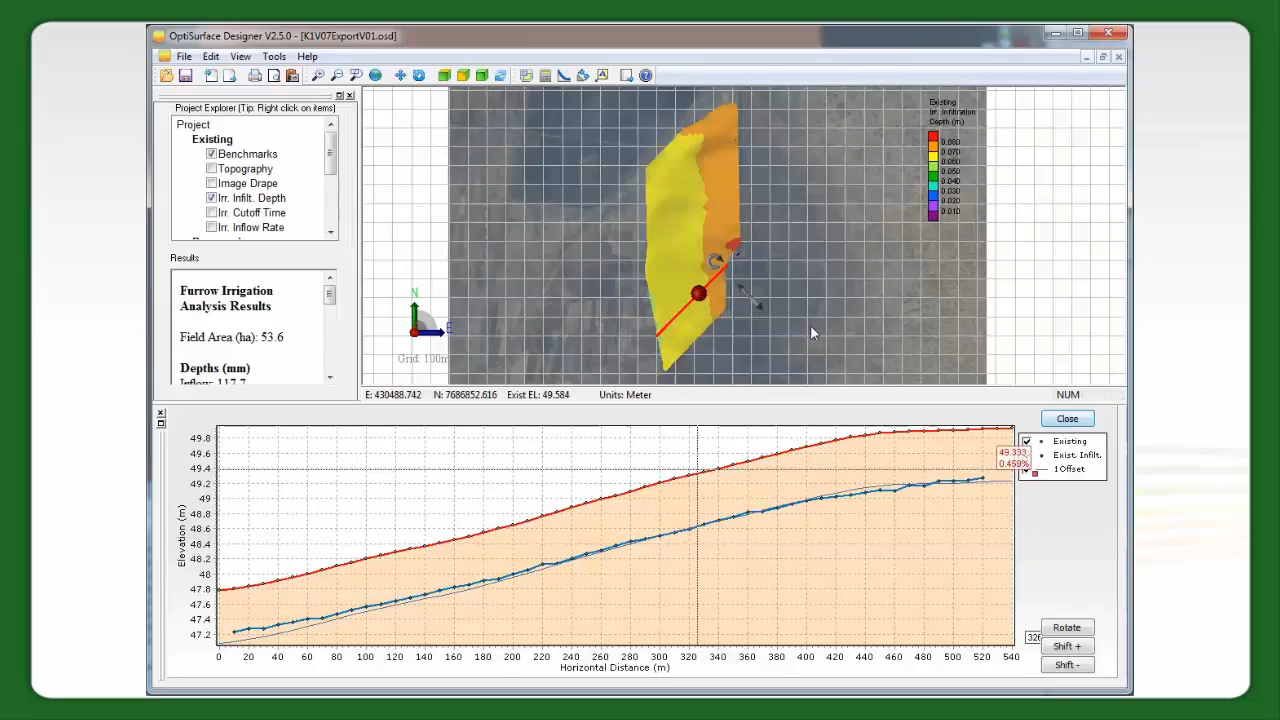 OptiSurface Designer V2.5.0 - [K1V07ExportV01.osd]
File Edit View Tools Help
Project Explorer [Tip: Right click on items]
Project
Existing
Benchmarks
Topography
Image Drape
Irr. Infilt. Depth
Irr. Cutoff Time
Irr. Inflow Rate
Results
Furrow Irrigation
Analysis Results
Field Area (ha): 53.6
Depths (mm)
Inflow: 117.7
N
E
Grid: 100m
Existing
Irr. Infiltration
Depth (m)
0.080
0.070
0.060
0.050
0.040
0.030
0.020
0.010
E: 430488.742 N: 7686852.616 Exist EL: 49.584 Units: Meter NUM
Close
Existing
Exist. Infilt.
1Offset
49.333
0.459%
Elevation (m)
49.8
49.6
49.4
49.2
49
48.8
48.6
48.4
48.2
48
47.8
47.6
47.4
47.2
0 20 40 60 80 100 120 140 160 180 200 220 240 260 280 300 320 340 360 380 400 420 440 460 480 500 520 540
Horizontal Distance (m)
326
Rotate
Shift +
Shift -